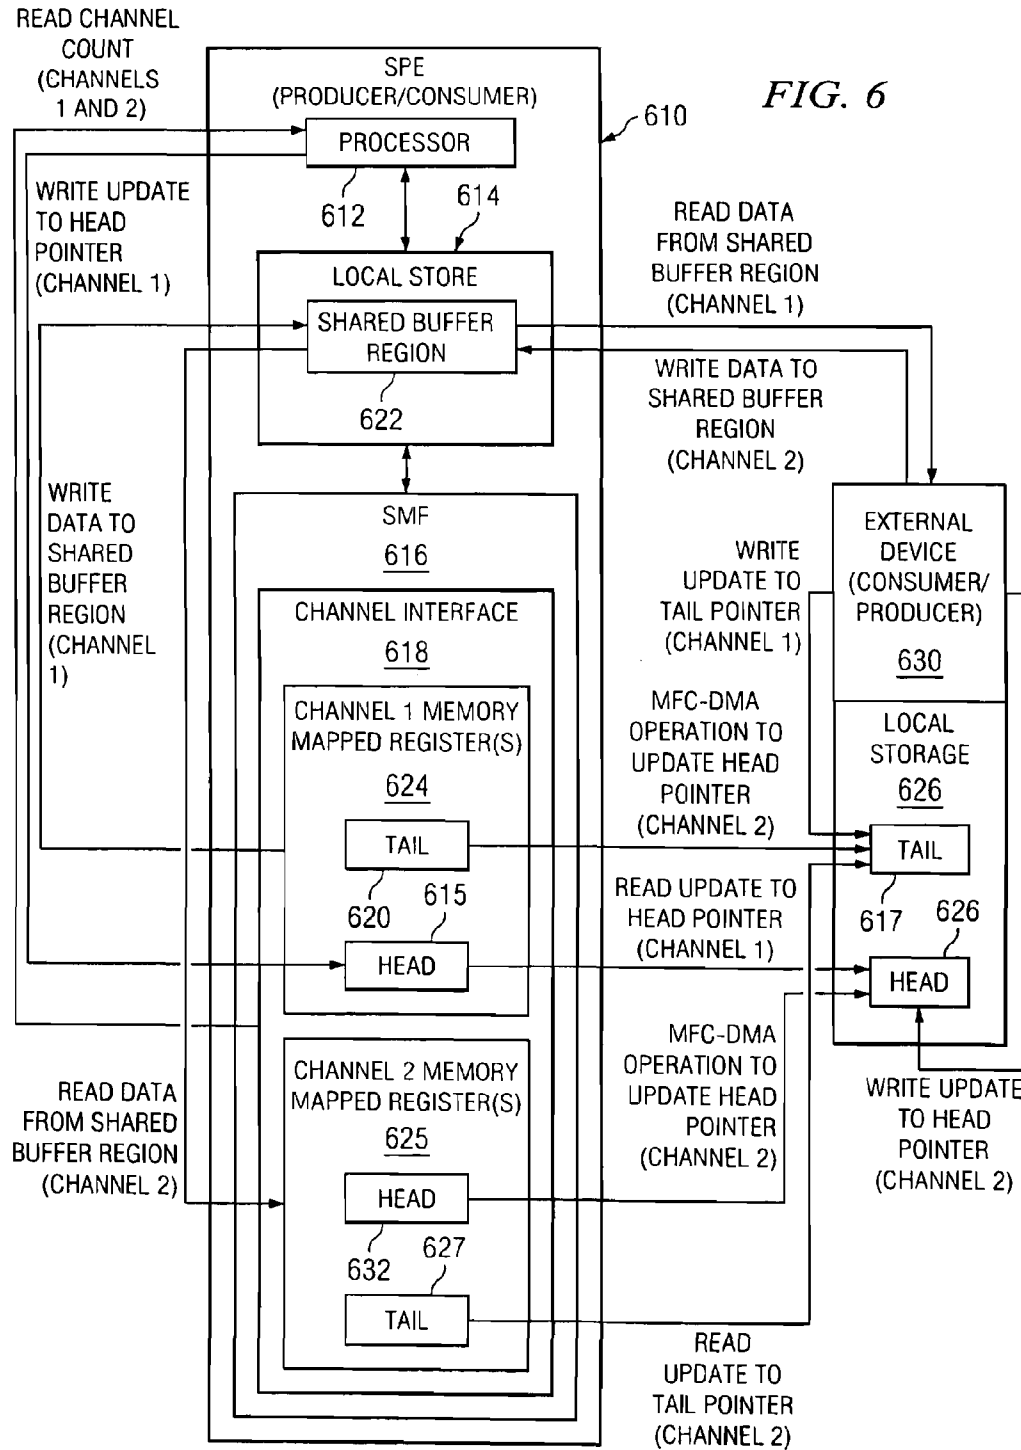 READ CHANNEL
COUNT
(CHANNELS
1 AND 2)
FIG. 6
SPE
(PRODUCER/CONSUMER)
610
PROCESSOR
612
614
WRITE UPDATE
TO HEAD
POINTER
(CHANNEL 1)
LOCAL STORE
SHARED BUFFER
REGION
622
READ DATA
FROM SHARED
BUFFER REGION
(CHANNEL 1)
WRITE DATA TO
SHARED BUFFER
REGION
(CHANNEL 2)
WRITE
DATA TO
SHARED
BUFFER
REGION
(CHANNEL
1)
SMF
616
CHANNEL INTERFACE
618
CHANNEL 1 MEMORY
MAPPED REGISTER(S)
624
TAIL
620
615
HEAD
WRITE
UPDATE TO
TAIL POINTER
(CHANNEL 1)
EXTERNAL
DEVICE
(CONSUMER/
PRODUCER)
630
LOCAL
STORAGE
626
TAIL
617
626
HEAD
MFC-DMA
OPERATION TO
UPDATE HEAD
POINTER
(CHANNEL 2)
READ UPDATE TO
HEAD POINTER
(CHANNEL 1)
READ DATA
FROM SHARED
BUFFER REGION
(CHANNEL 2)
CHANNEL 2 MEMORY
MAPPED REGISTER(S)
625
HEAD
632
627
TAIL
MFC-DMA
OPERATION TO
UPDATE HEAD
POINTER
(CHANNEL 2)
WRITE UPDATE
TO HEAD
POINTER
(CHANNEL 2)
READ
UPDATE TO
TAIL POINTER
(CHANNEL 2)